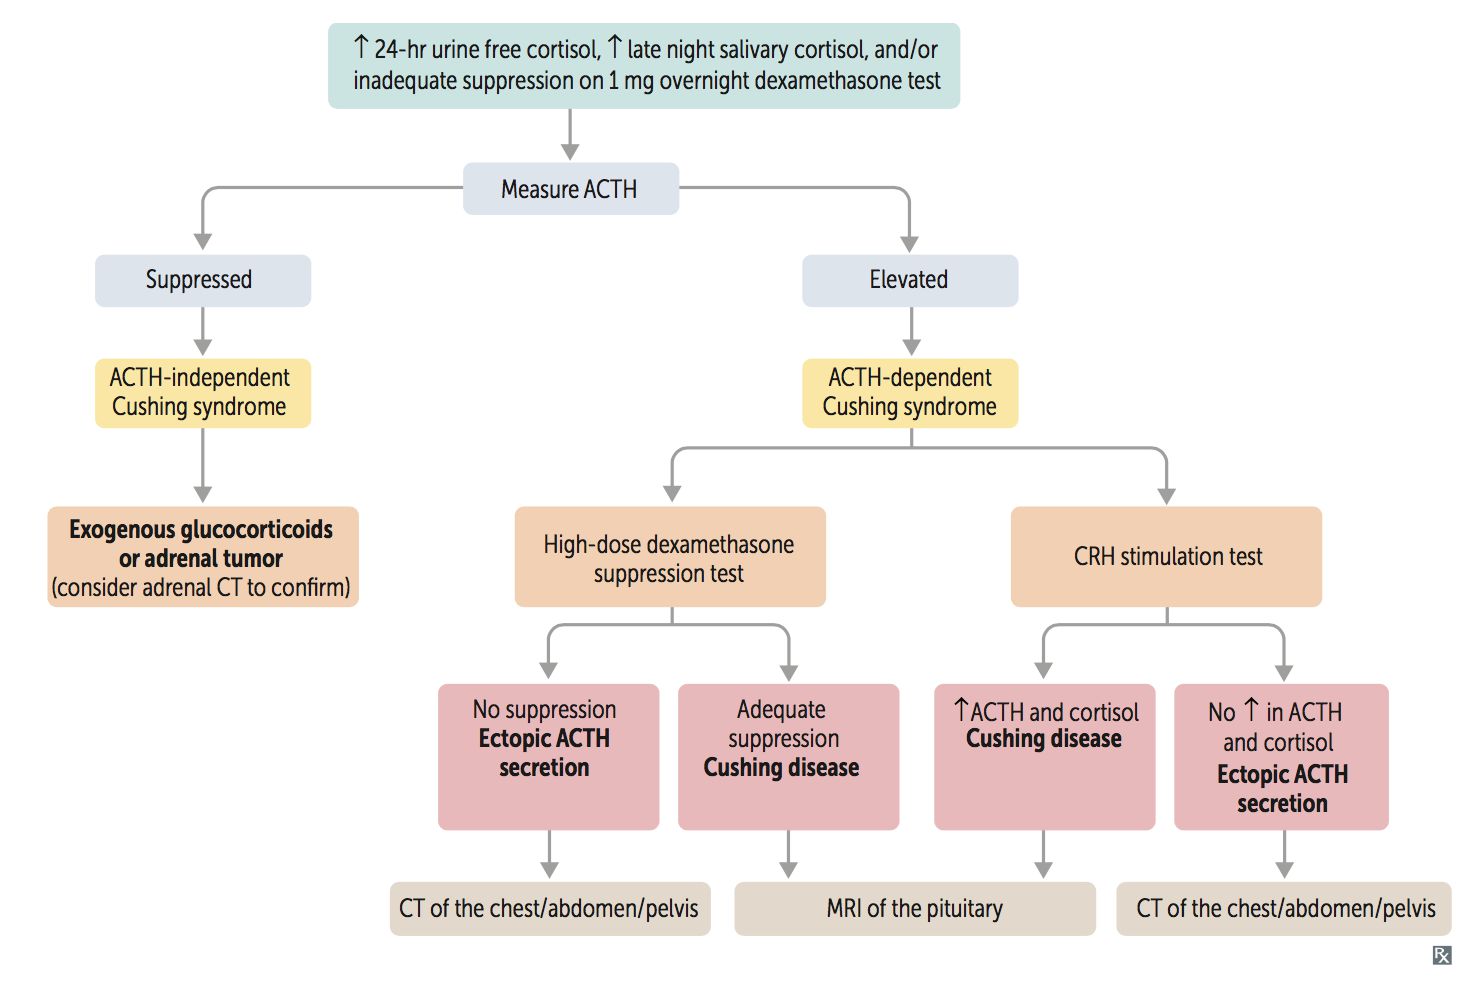 ↑ 24-hr urine free cortisol, ↑ late night salivary cortisol, and/or
inadequate suppression on 1 mg overnight dexamethasone test
Measure ACTH
Suppressed
Elevated
ACTH-independent
Cushing syndrome
ACTH-dependent
Cushing syndrome
Exogenous glucocorticoids
or adrenal tumor
(consider adrenal CT to confirm)
High-dose dexamethasone
suppression test
CRH stimulation test
No suppression
Ectopic ACTH
secretion
Adequate
suppression
Cushing disease
↑ACTH and cortisol
Cushing disease
No ↑ in ACTH
and cortisol
Ectopic ACTH
secretion
CT of the chest/abdomen/pelvis
MRI of the pituitary
CT of the chest/abdomen/pelvis
Rx